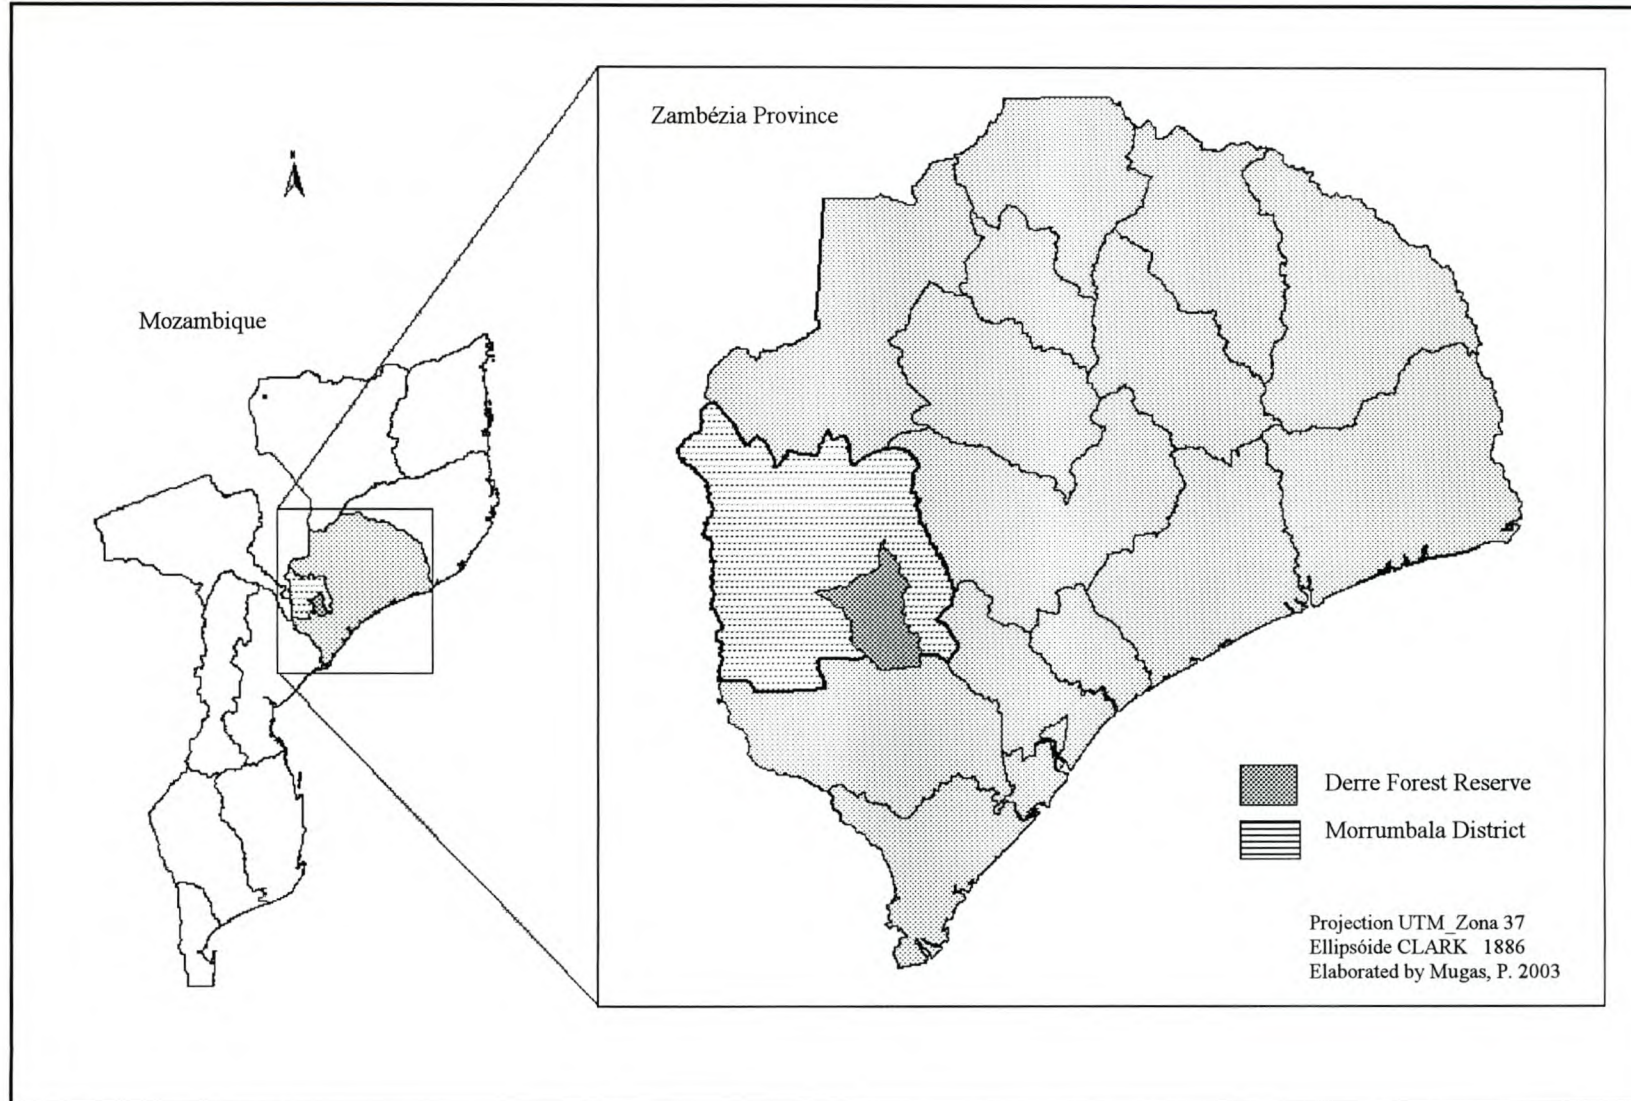 Zambézia Province
N
Mozambique
Derre Forest Reserve
Morrumbala District
Projection UTM_Zona 37
Ellipsóide CLARK 1886
Elaborated by Mugas, P. 2003